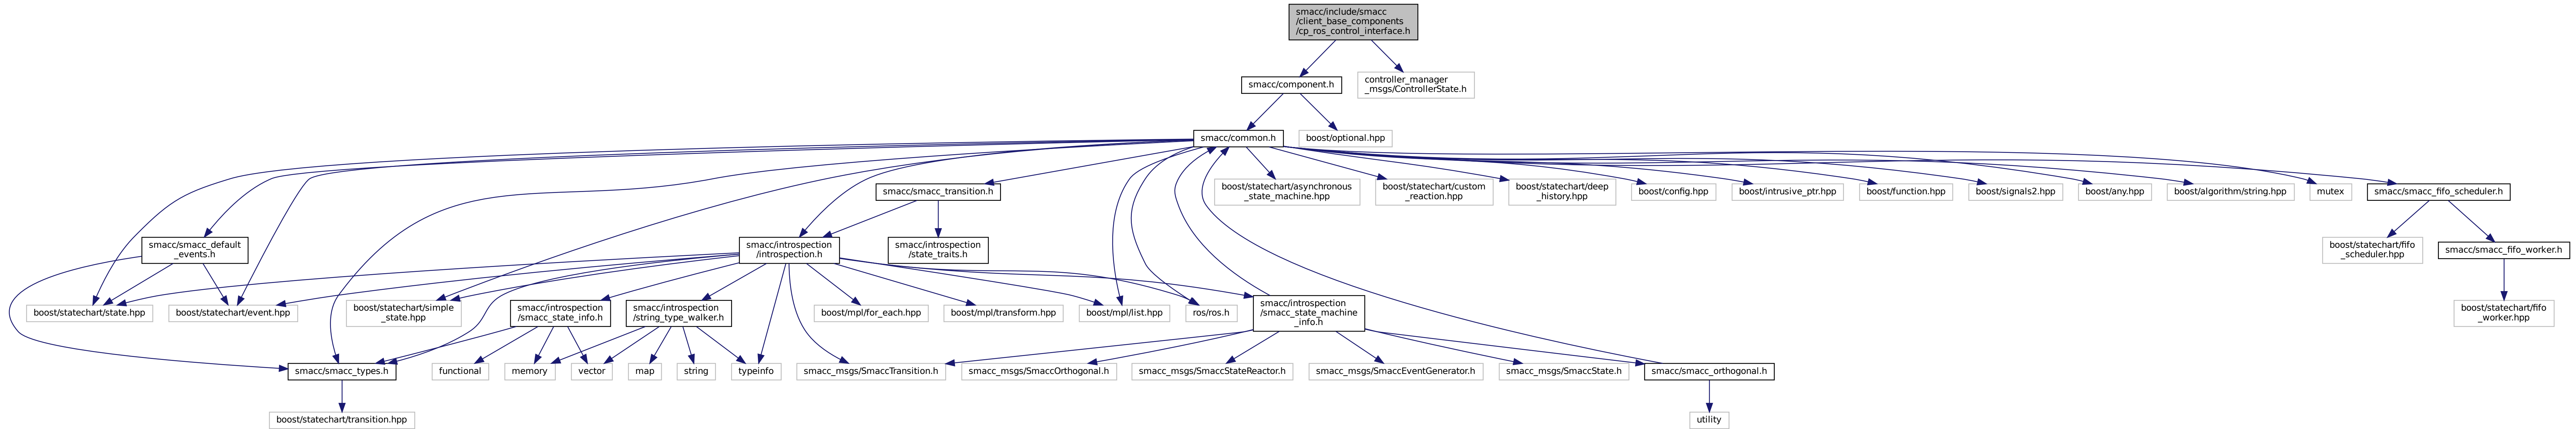 smacc/include/smacc
/client_base_components
/cp_ros_control_interface.h
smacc/component.h
controller_manager
_msgs/ControllerState.h
smacc/common.h
boost/optional.hpp
smacc/smacc_transition.h
boost/statechart/asynchronous
_state_machine.hpp
boost/statechart/custom
_reaction.hpp
boost/statechart/deep
_history.hpp
boost/config.hpp
boost/intrusive_ptr.hpp
boost/function.hpp
boost/signals2.hpp
boost/any.hpp
boost/algorithm/string.hpp
mutex
smacc/smacc_fifo_scheduler.h
smacc/smacc_default
_events.h
smacc/introspection
/introspection.h
smacc/introspection
/state_traits.h
boost/statechart/fifo
_scheduler.hpp
smacc/smacc_fifo_worker.h
boost/statechart/state.hpp
boost/statechart/event.hpp
boost/statechart/simple
_state.hpp
smacc/introspection
/smacc_state_info.h
smacc/introspection
/string_type_walker.h
boost/mpl/for_each.hpp
boost/mpl/transform.hpp
boost/mpl/list.hpp
ros/ros.h
smacc/introspection
/smacc_state_machine
_info.h
boost/statechart/fifo
_worker.hpp
smacc/smacc_types.h
functional
memory
vector
map
string
typeinfo
smacc_msgs/SmaccTransition.h
smacc_msgs/SmaccOrthogonal.h
smacc_msgs/SmaccStateReactor.h
smacc_msgs/SmaccEventGenerator.h
smacc_msgs/SmaccState.h
smacc/smacc_orthogonal.h
boost/statechart/transition.hpp
utility